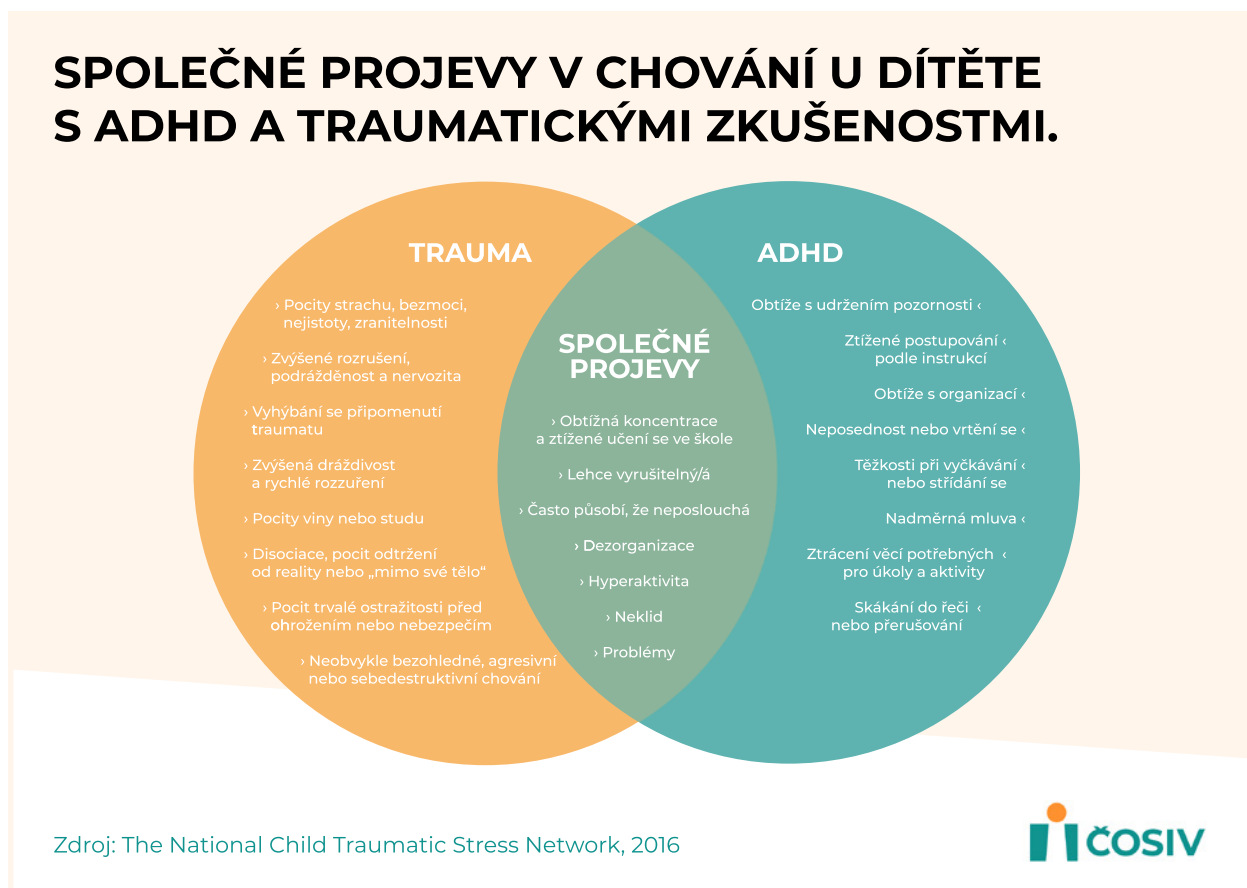 SPOLEČNÉ PROJEVY V CHOVÁNÍ U DÍTĚTE
S ADHD A TRAUMATICKÝMI ZKUŠENOSTMI.
TRAUMA
› Pocity strachu, bezmoci,
nejistoty, zranitelnosti
› Zvýšené rozrušení,
podrážděnost a nervozita
› Vyhýbání se připomenutí
traumatu
› Zvýšená dráždivost
a rychlé rozzuření
› Pocity viny nebo studu
› Disociace, pocit odtržení
od reality nebo „mimo své tělo“
› Pocit trvalé ostražitosti před
ohrožením nebo nebezpečím
› Neobvykle bezohledné, agresivní
nebo sebedestruktivní chování
SPOLEČNÉ
PROJEVY
› Obtížná koncentrace
a ztížené učení se ve škole
› Lehce vyrušitelný/á
› Často působí, že neposlouchá
› Dezorganizace
› Hyperaktivita
› Neklid
› Problémy
ADHD
Obtíže s udržením pozornosti ‹
Ztížené postupování ‹
podle instrukcí
Obtíže s organizací ‹
Neposednost nebo vrtění se ‹
Těžkosti při vyčkávání ‹
nebo střídání se
Nadměrná mluva ‹
Ztrácení věcí potřebných ‹
pro úkoly a aktivity
Skákání do řeči ‹
nebo přerušování
Zdroj: The National Child Traumatic Stress Network, 2016
ČOSIV